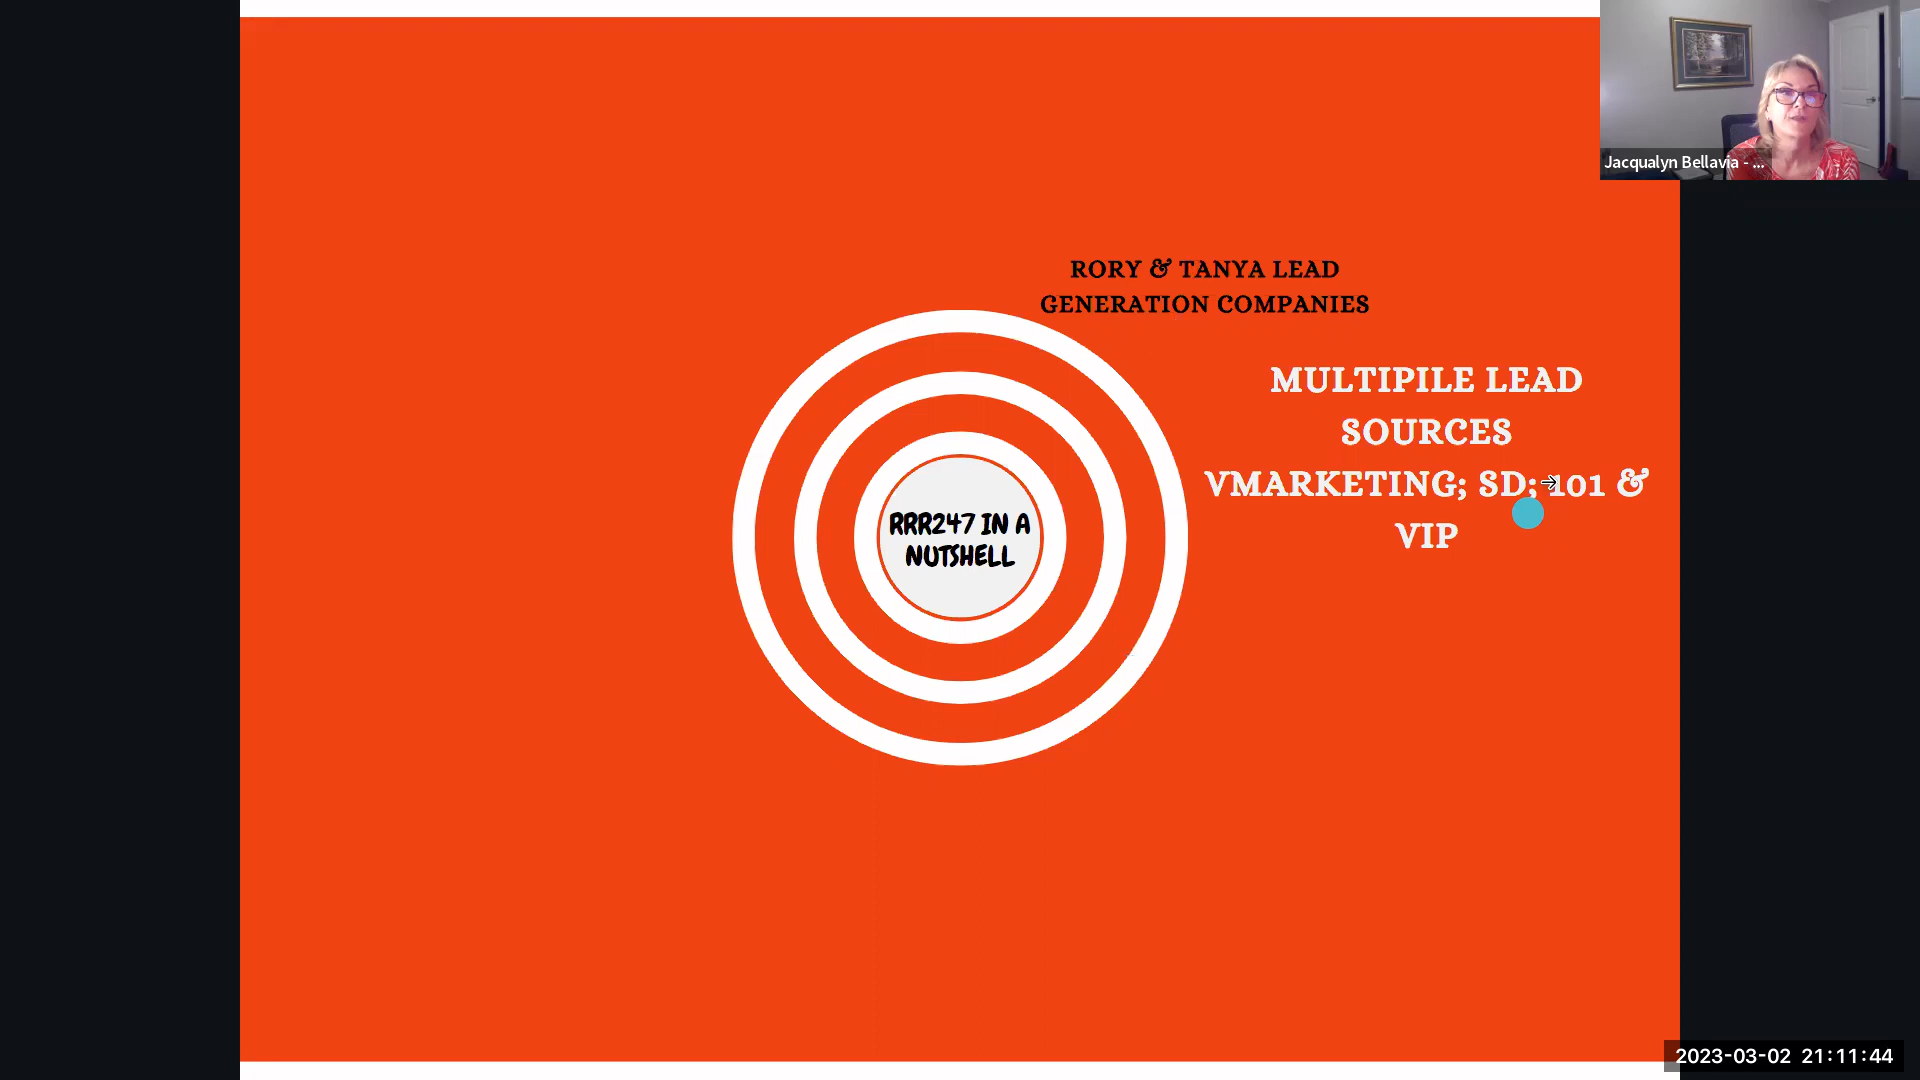 Jacqualyn Bellavia - ...
RORY & TANYA LEAD
GENERATION COMPANIES
MULTIPILE LEAD
SOURCES
VMARKETING; SD; 101 &
VIP
RRR247 IN A
NUTSHELL
2023-03-02 21:11:44